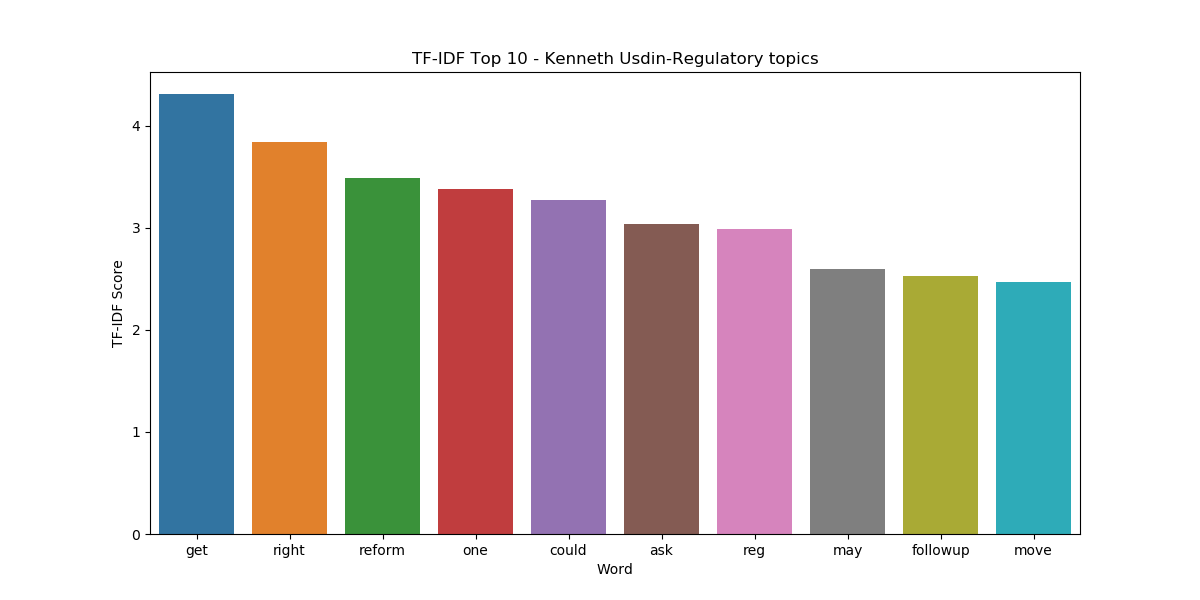 TF-IDF Top 10 - Kenneth Usdin-Regulatory topics
TF-IDF Score
4
3
2
1
0
get right reform one could ask reg may followup move
Word